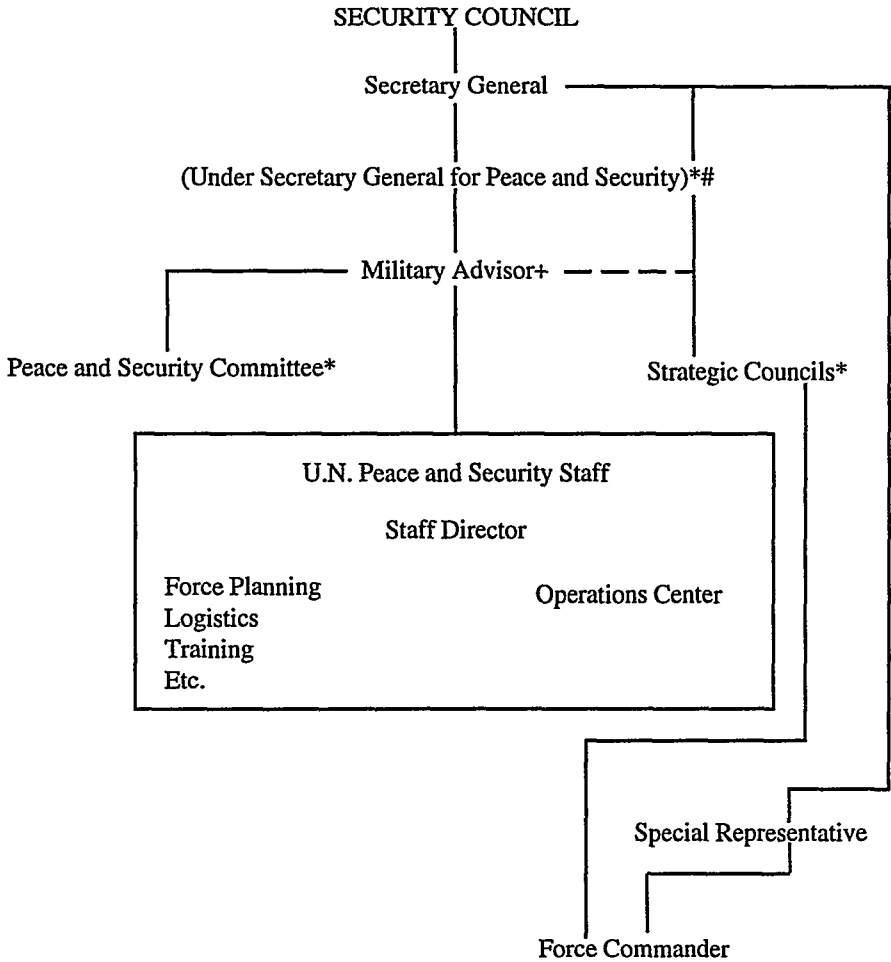 SECURITY COUNCIL
Secretary General
(Under Secretary General for Peace and Security)*#
Military Advisor+
Peace and Security Committee*
Strategic Councils*
U.N. Peace and Security Staff
Staff Director
Force Planning
Operations Center
Logistics
Training
Etc.
Special Representative
Force Commander